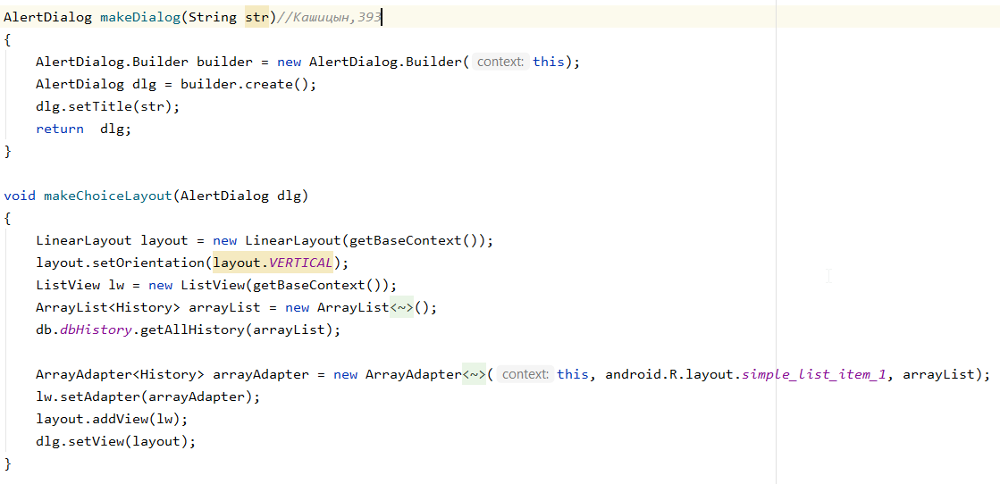 AlertDialog makeDialog(String str)//Кашицын,393
{
    AlertDialog.Builder builder = new AlertDialog.Builder( context: this);
    AlertDialog dlg = builder.create();
    dlg.setTitle(str);
    return  dlg;
}

void makeChoiceLayout(AlertDialog dlg)
{
    LinearLayout layout = new LinearLayout(getBaseContext());
    layout.setOrientation(layout.VERTICAL);
    ListView lw = new ListView(getBaseContext());
    ArrayList<History> arrayList = new ArrayList<~>();
    db.dbHistory.getAllHistory(arrayList);

    ArrayAdapter<History> arrayAdapter = new ArrayAdapter<~>( context: this, android.R.layout.simple_list_item_1, arrayList);
    lw.setAdapter(arrayAdapter);
    layout.addView(lw);
    dlg.setView(layout);
}